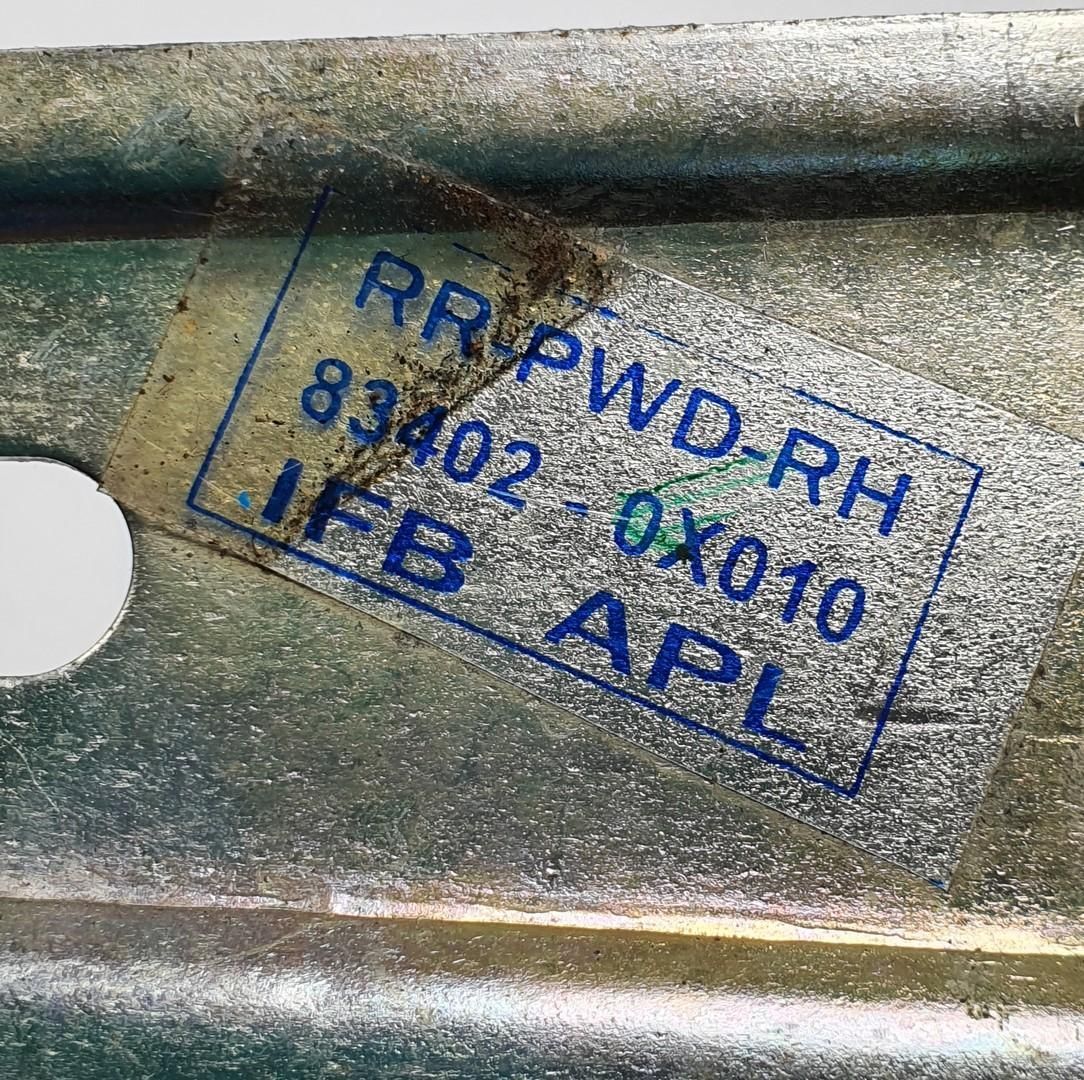 RR-PWD-RH
83402 - 0X010
IFB APL